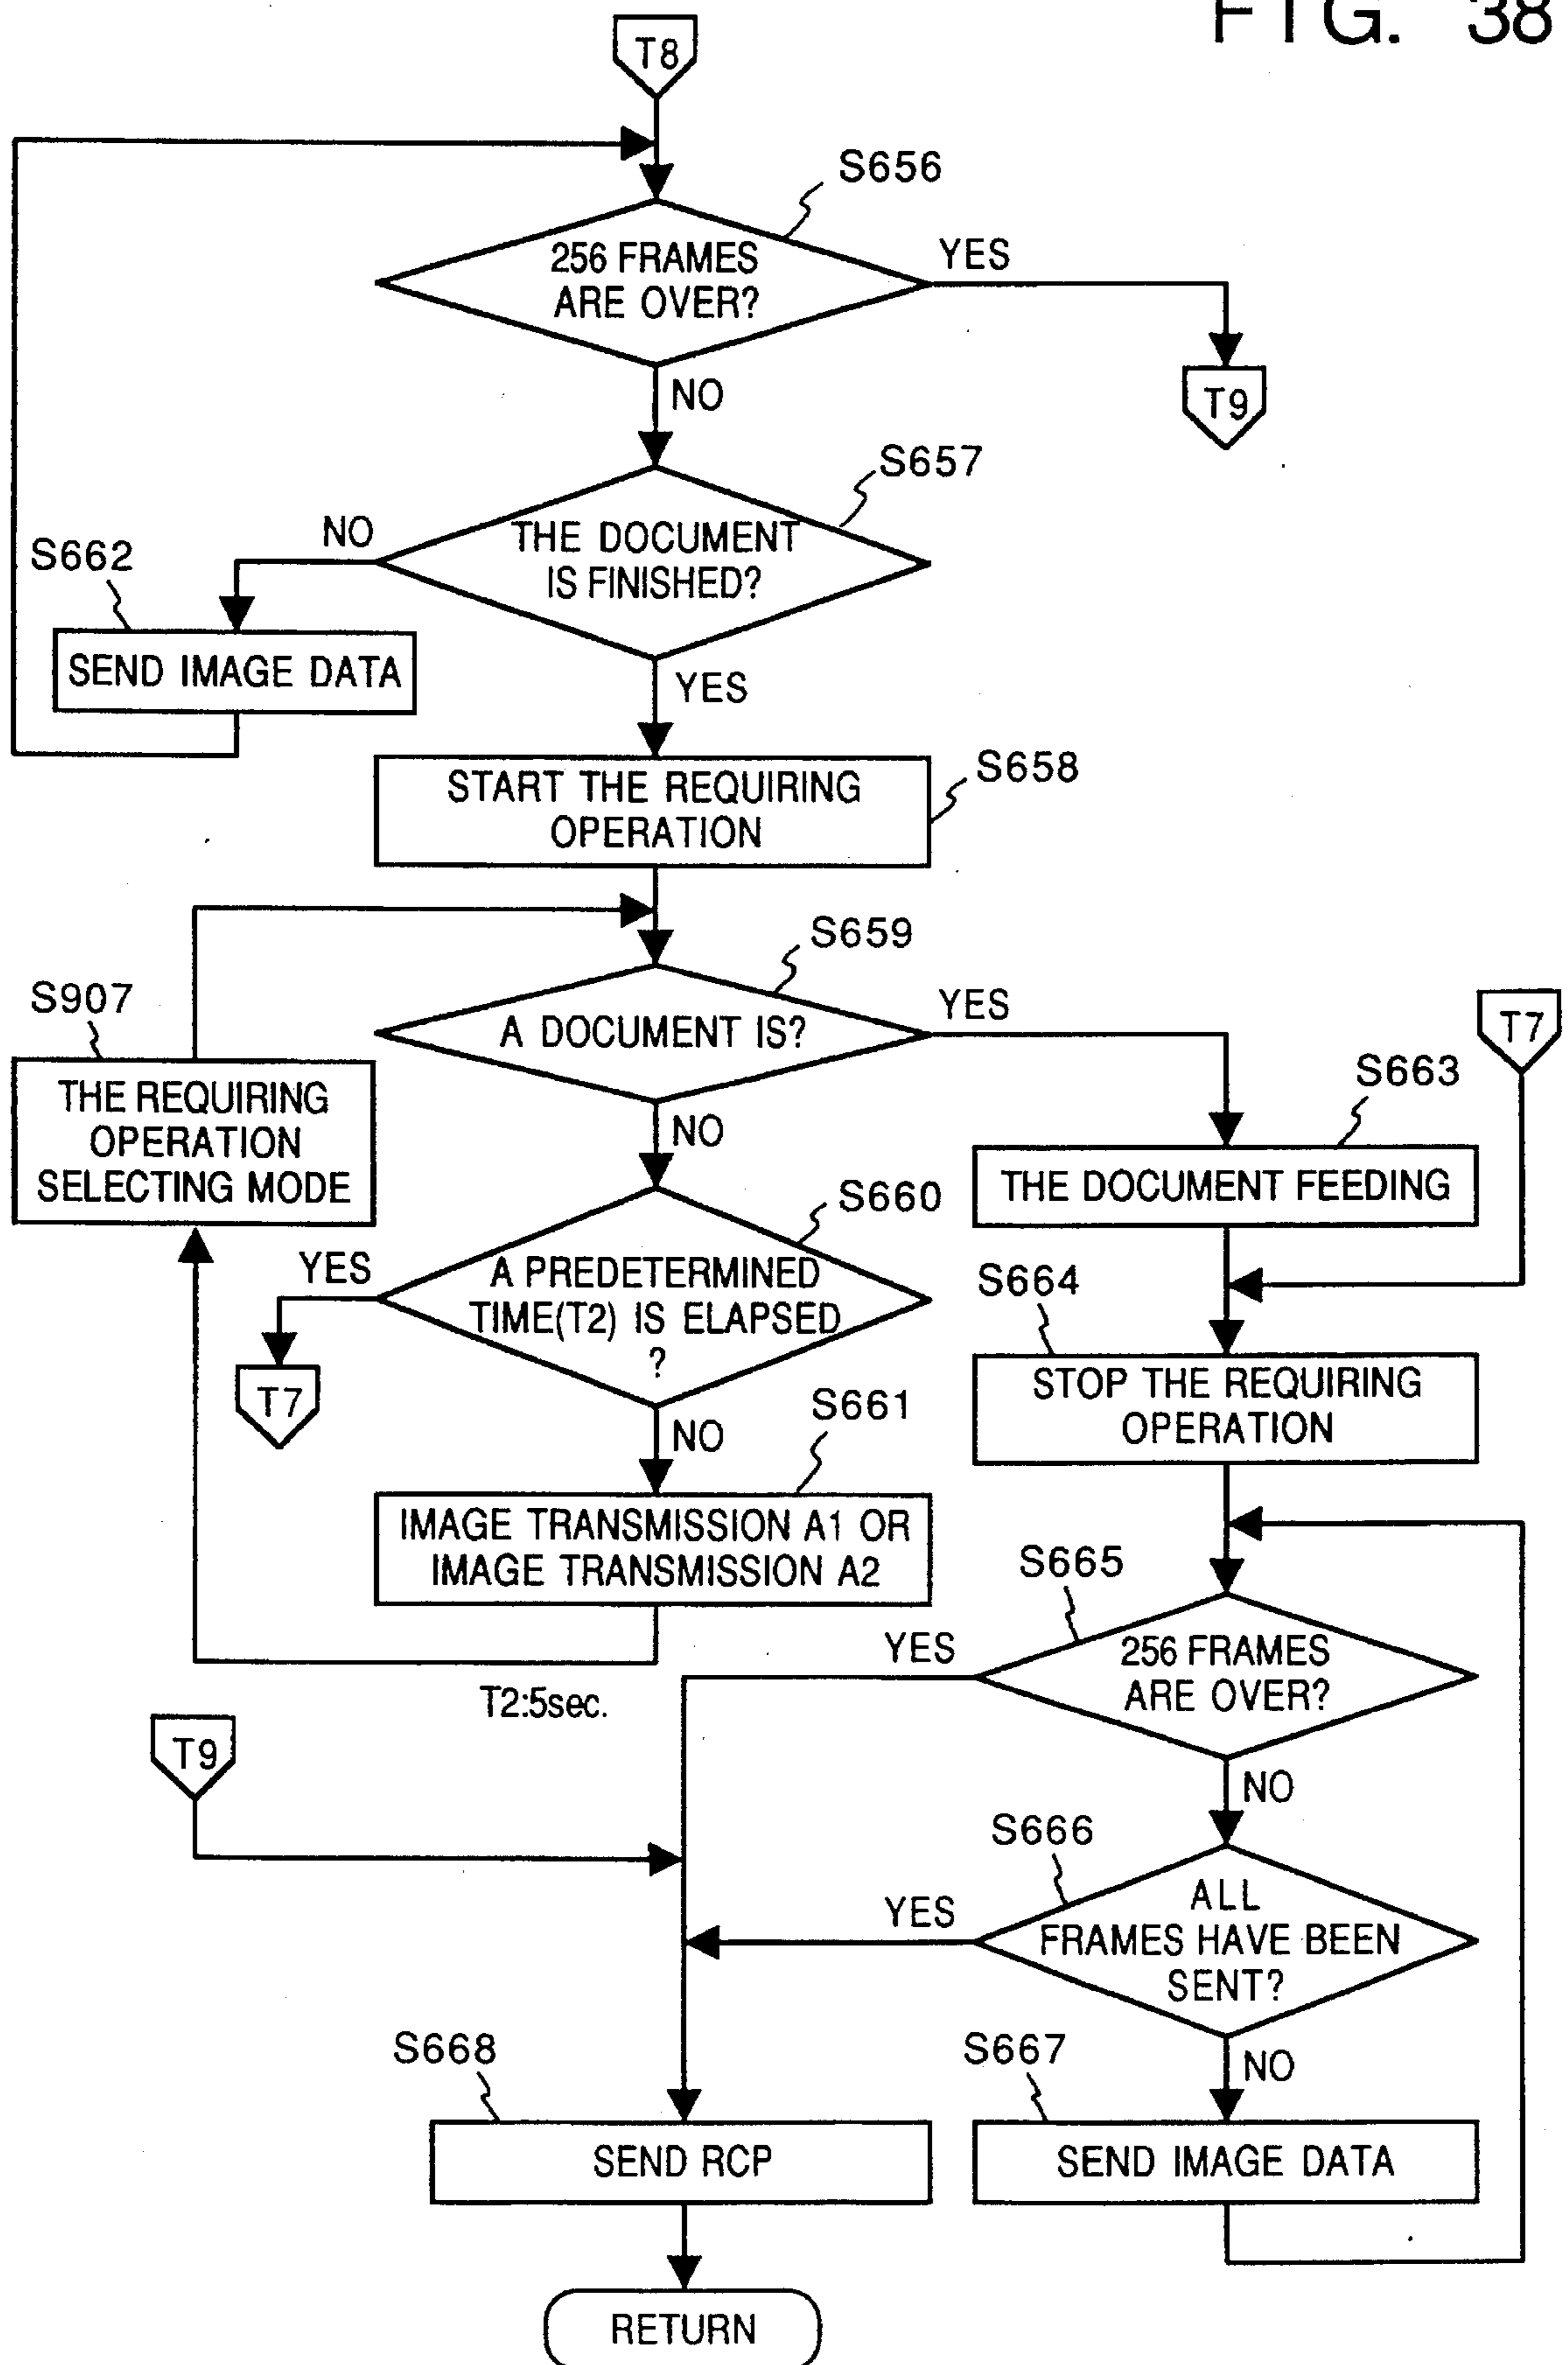 FIG. 38
T8
S656
256 FRAMES
ARE OVER?
YES
T9
NO
S657
THE DOCUMENT
IS FINISHED?
NO
S662
SEND IMAGE DATA
YES
S658
START THE REQUIRING
OPERATION
S659
A DOCUMENT IS?
YES
S907
THE REQUIRING
OPERATION
SELECTING MODE
T7
S663
THE DOCUMENT FEEDING
NO
S660
A PREDETERMINED
TIME(T2) IS ELAPSED
?
YES
T7
S664
STOP THE REQUIRING
OPERATION
NO
S661
IMAGE TRANSMISSION A1 OR
IMAGE TRANSMISSION A2
T2:5sec.
S665
256 FRAMES
ARE OVER?
YES
T9
NO
S666
ALL
FRAMES HAVE BEEN
SENT?
YES
NO
S668
SEND RCP
S667
SEND IMAGE DATA
RETURN